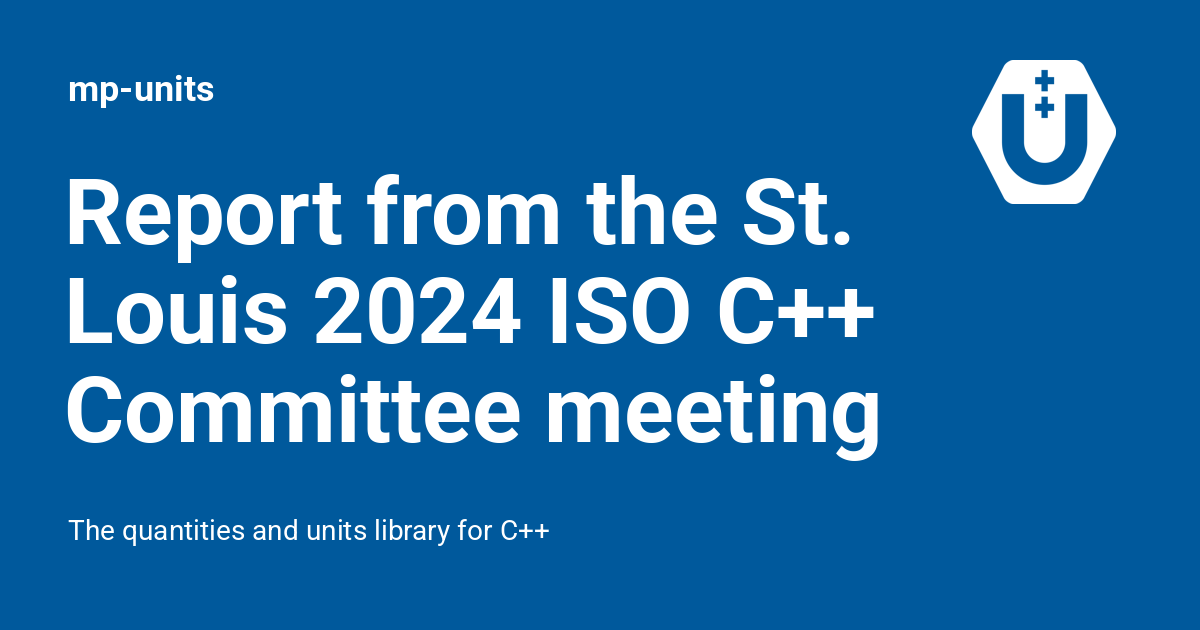 mp-units
Report from the St.
Louis 2024 ISO C++
Committee meeting
The quantities and units library for C++